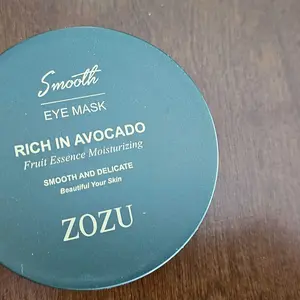 Smooth
EYE MASK
RICH IN AVOCADO
Fruit Essence Moisturizing
SMOOTH AND DELICATE
Beautiful Your Skin
ZOZU